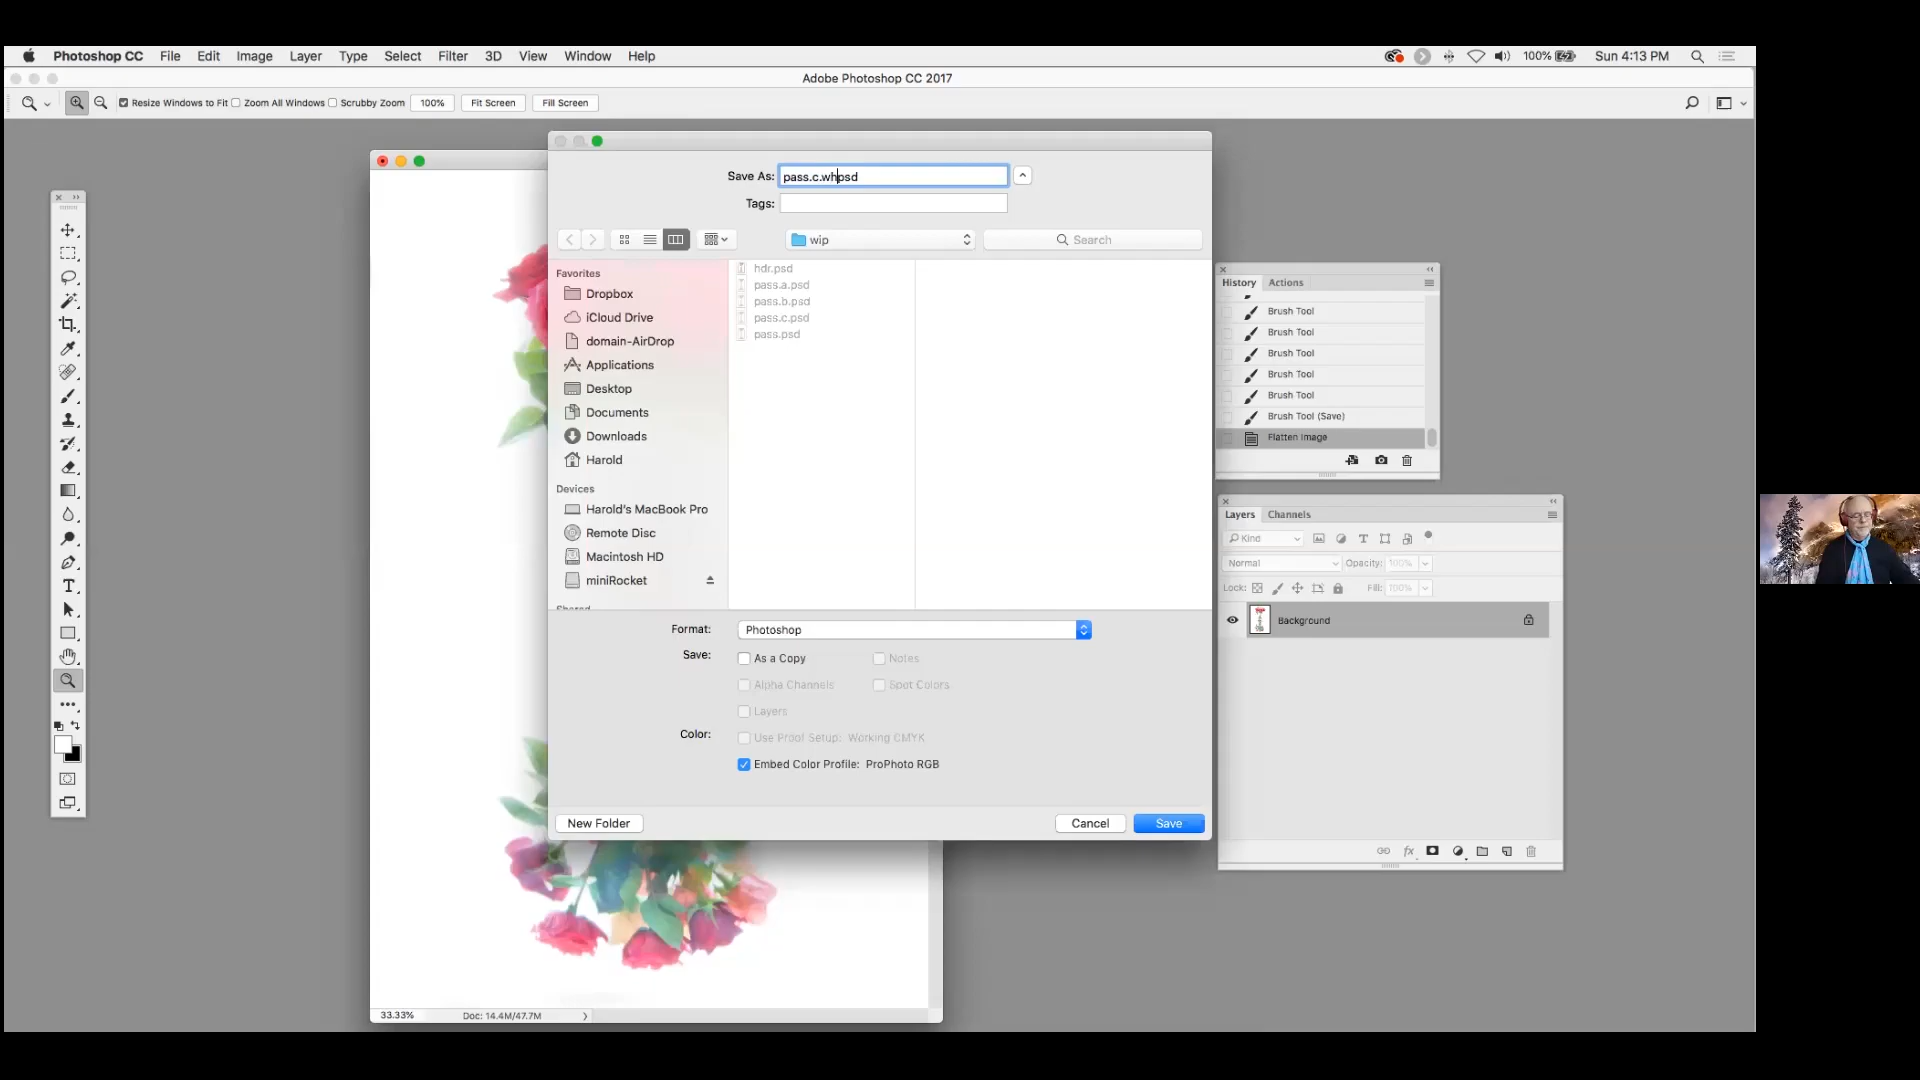 Photoshop CC File Edit Image Layer Type Select Filter 3D View Window Help 100% Sun 4:13 PM
Adobe Photoshop CC 2017
Resize Windows to Fit Zoom All Windows Scrubby Zoom 100% Fit Screen Fill Screen
Save As: pass.c.whpsd
Tags:
wip Search
Favorites
Dropbox
iCloud Drive
domain-AirDrop
Applications
Desktop
Documents
Downloads
Harold
Devices
Harold's MacBook Pro
Remote Disc
Macintosh HD
miniRocket
Shared
hdr.psd
pass.a.psd
pass.b.psd
pass.c.psd
pass.psd
Format: Photoshop
Save: As a Copy Notes
Alpha Channels Spot Colors
Layers
Color: Use Proof Setup: Working CMYK
Embed Color Profile: ProPhoto RGB
New Folder Cancel Save
History Actions
Brush Tool
Brush Tool
Brush Tool
Brush Tool
Brush Tool
Brush Tool (Save)
Flatten Image
Layers Channels
Kind
Normal Opacity: 100%
Lock: Fill: 100%
Background
fx
33.33% Doc: 14.4M/47.7M